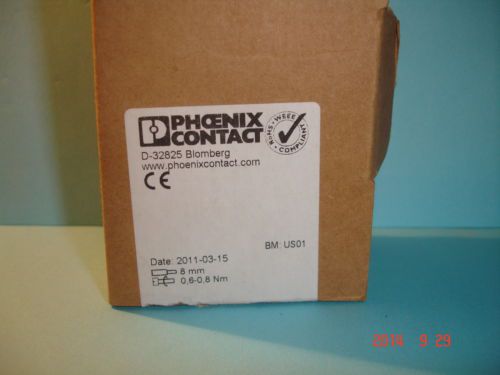 PHŒNIX
CONTACT
RoHS - WEEE
COMPLIANT
D-32825 Blomberg
www.phoenixcontact.com
CE
BM: US01
Date: 2011-03-15
8 mm
0,6-0,8 Nm
2014 9 29